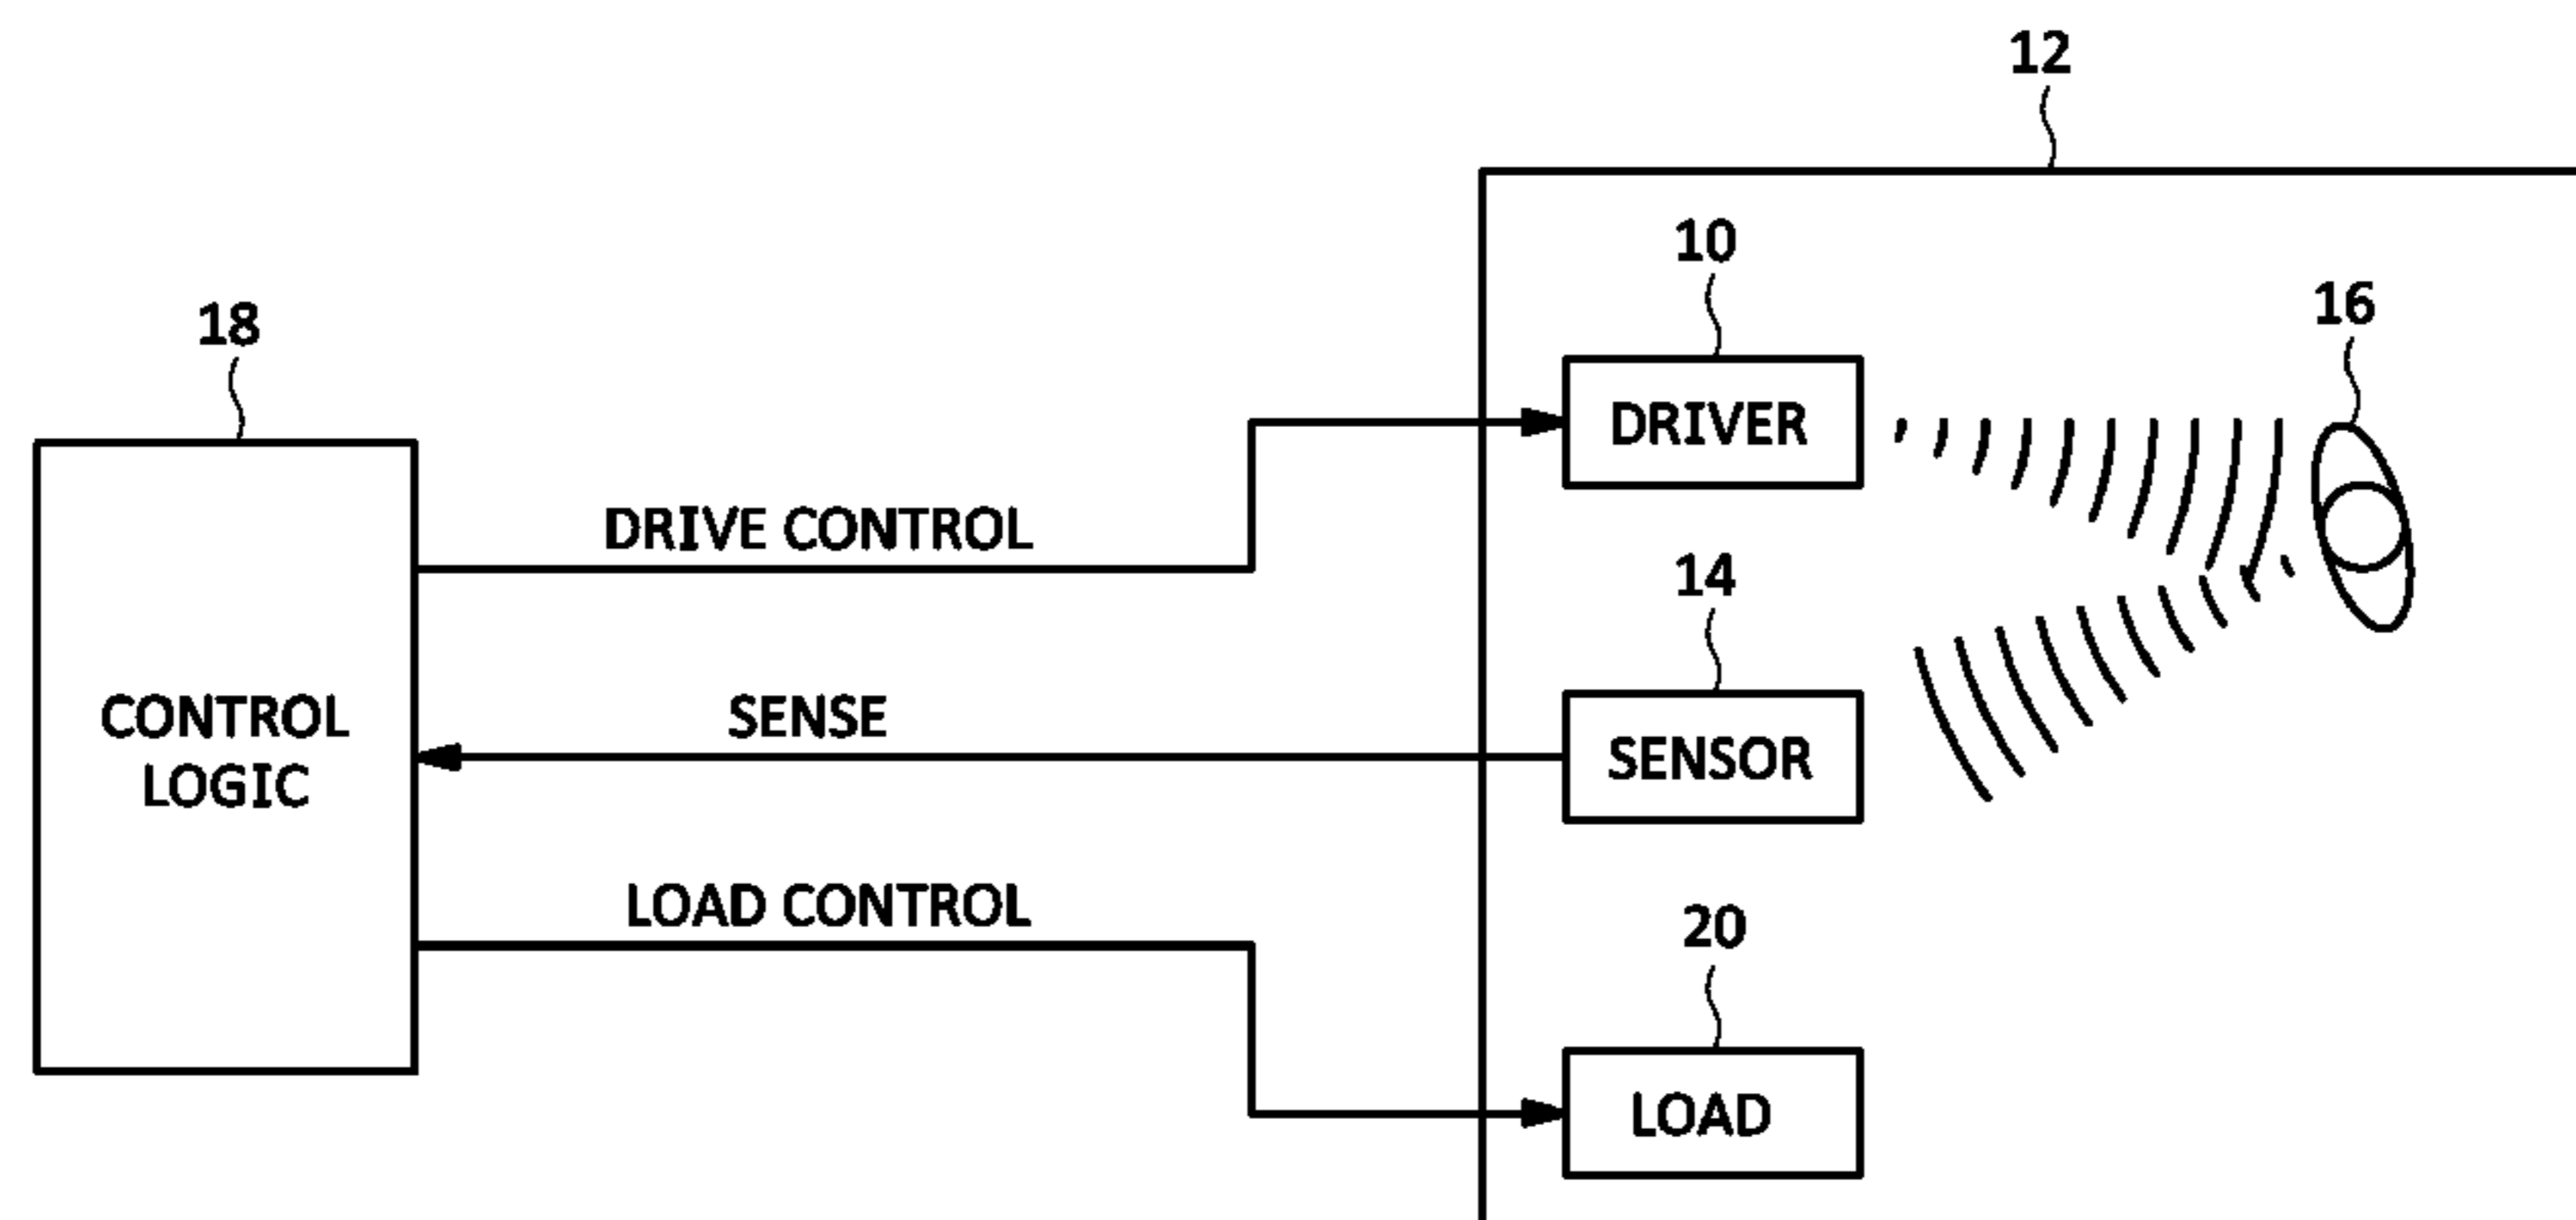 12
10
16
18
DRIVER
DRIVE CONTROL
14
CONTROL
LOGIC
SENSE
SENSOR
LOAD CONTROL
20
LOAD